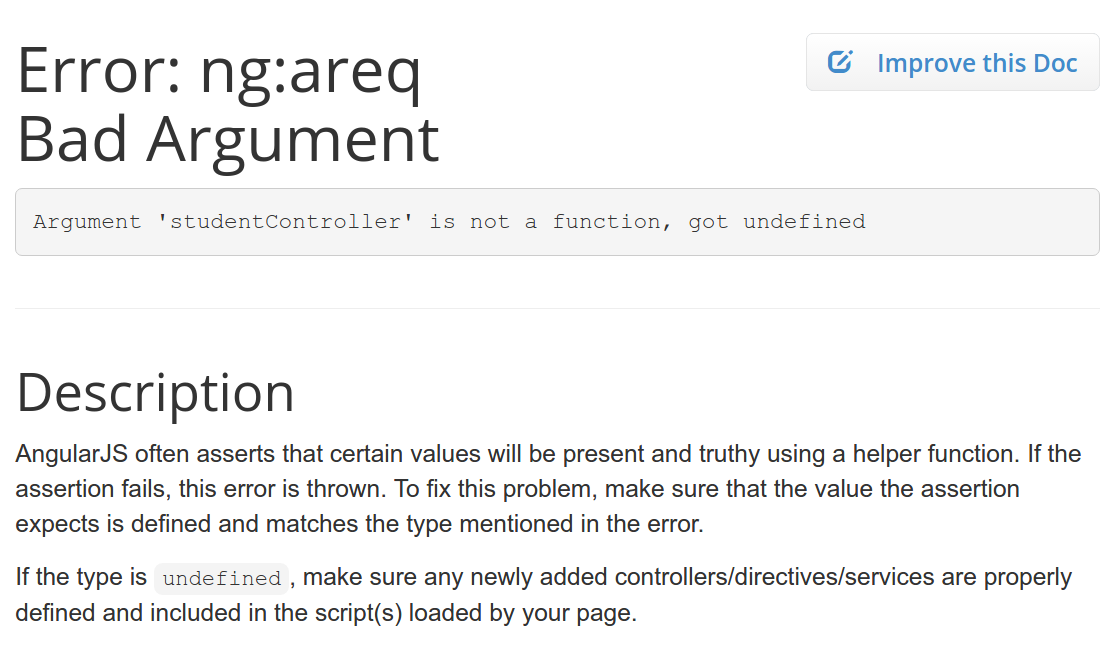 Error: ng:areq
Bad Argument
Improve this Doc
Argument 'studentController' is not a function, got undefined
Description
AngularJS often asserts that certain values will be present and truthy using a helper function. If the
assertion fails, this error is thrown. To fix this problem, make sure that the value the assertion
expects is defined and matches the type mentioned in the error.
If the type is undefined, make sure any newly added controllers/directives/services are properly
defined and included in the script(s) loaded by your page.